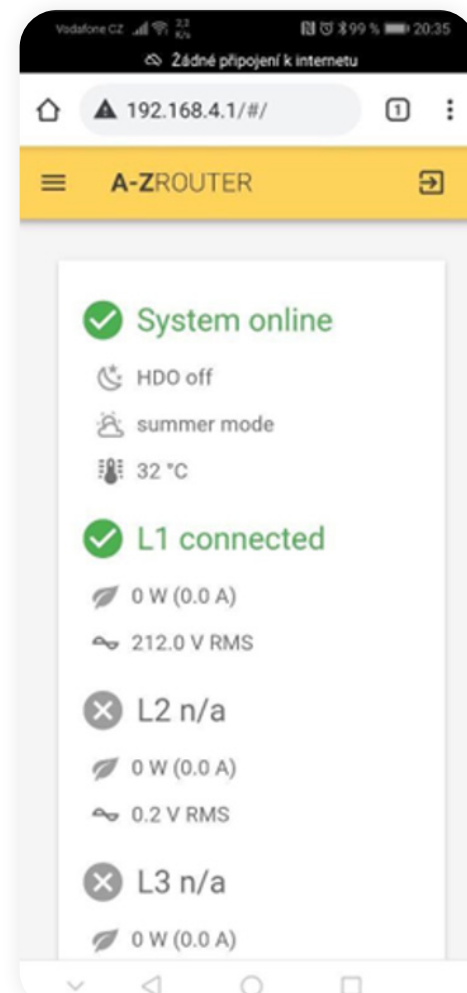 Vodafone CZ 2,2 K/s 99 % 20:35
Žádné připojení k internetu
192.168.4.1/#/ 1
A-ZROUTER
System online
HDO off
summer mode
32 °C
L1 connected
0 W (0.0 A)
212.0 V RMS
L2 n/a
0 W (0.0 A)
0.2 V RMS
L3 n/a
0 W (0.0 A)